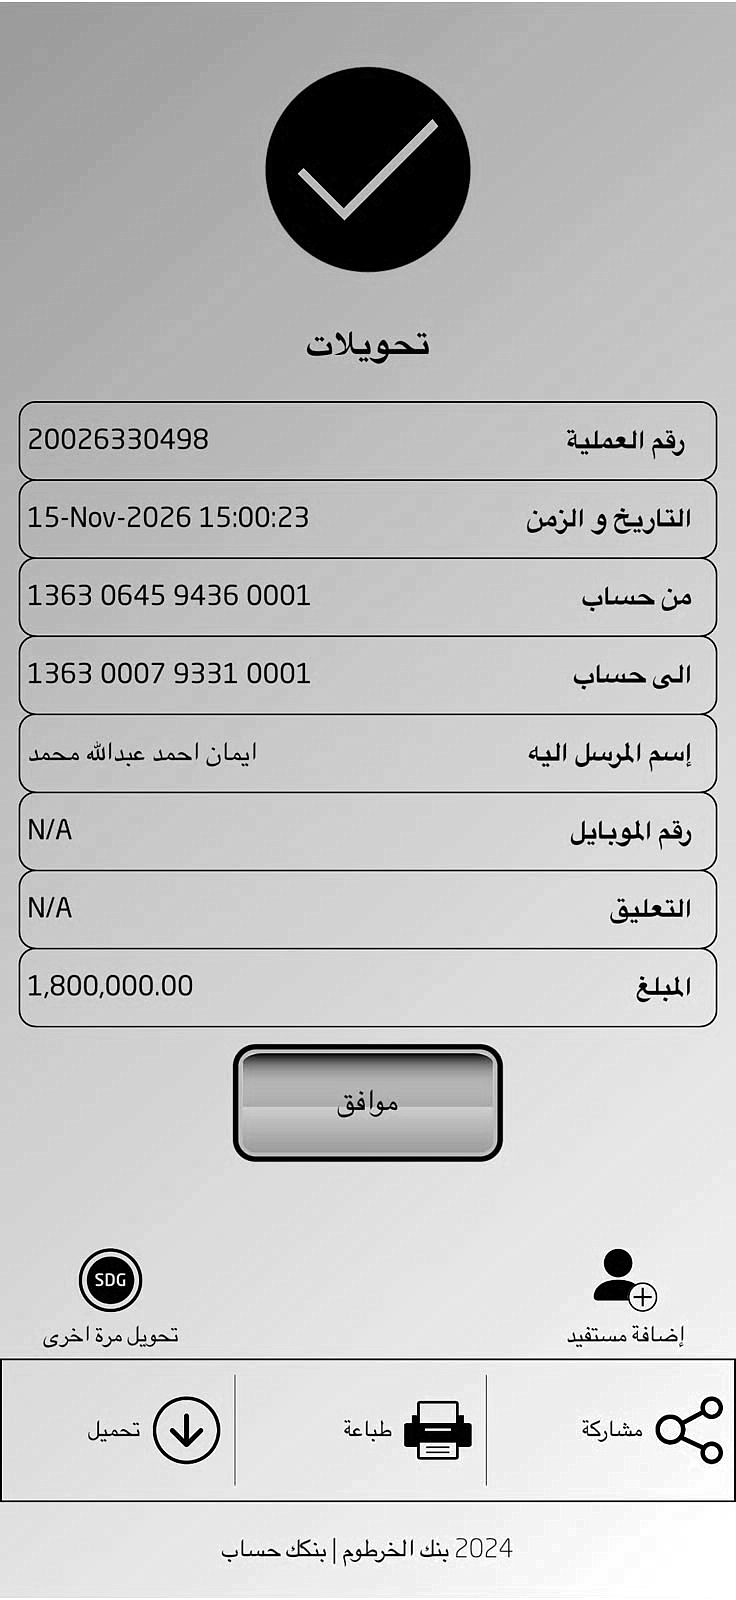 تحويلات
رقم العملية 20026330498
التاريخ و الزمن 15-Nov-2026 15:00:23
من حساب 1363 0645 9436 0001
الى حساب 1363 0007 9331 0001
إسم المرسل اليه ايمان احمد عبدالله محمد
رقم الموبايل N/A
التعليق N/A
المبلغ 1,800,000.00
موافق
إضافة مستفيد
SDG
تحويل مرة اخرى
مشاركة
طباعة
تحميل
2024 بنك الخرطوم | بنكك حساب